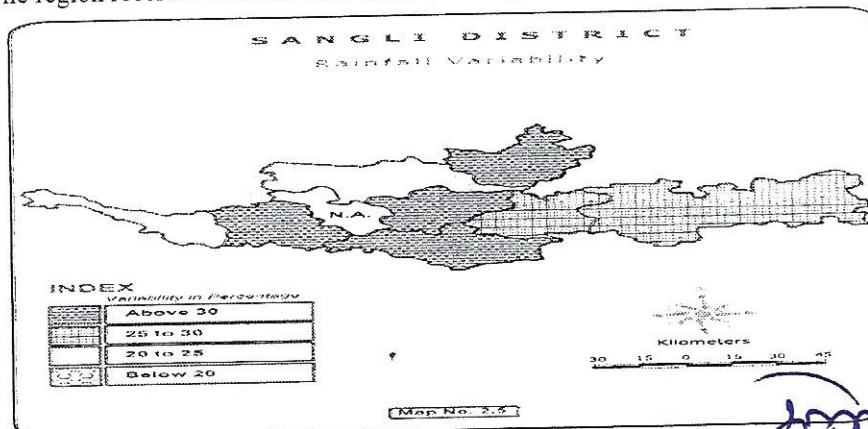 SANGLI DISTRICT
Rainfall Variability
N.A.
INDEX
Variability in Percentage
Above 30
25 to 30
20 to 25
Below 20
Kilometers
30 15 0 15 30 45
Map No. 2.5